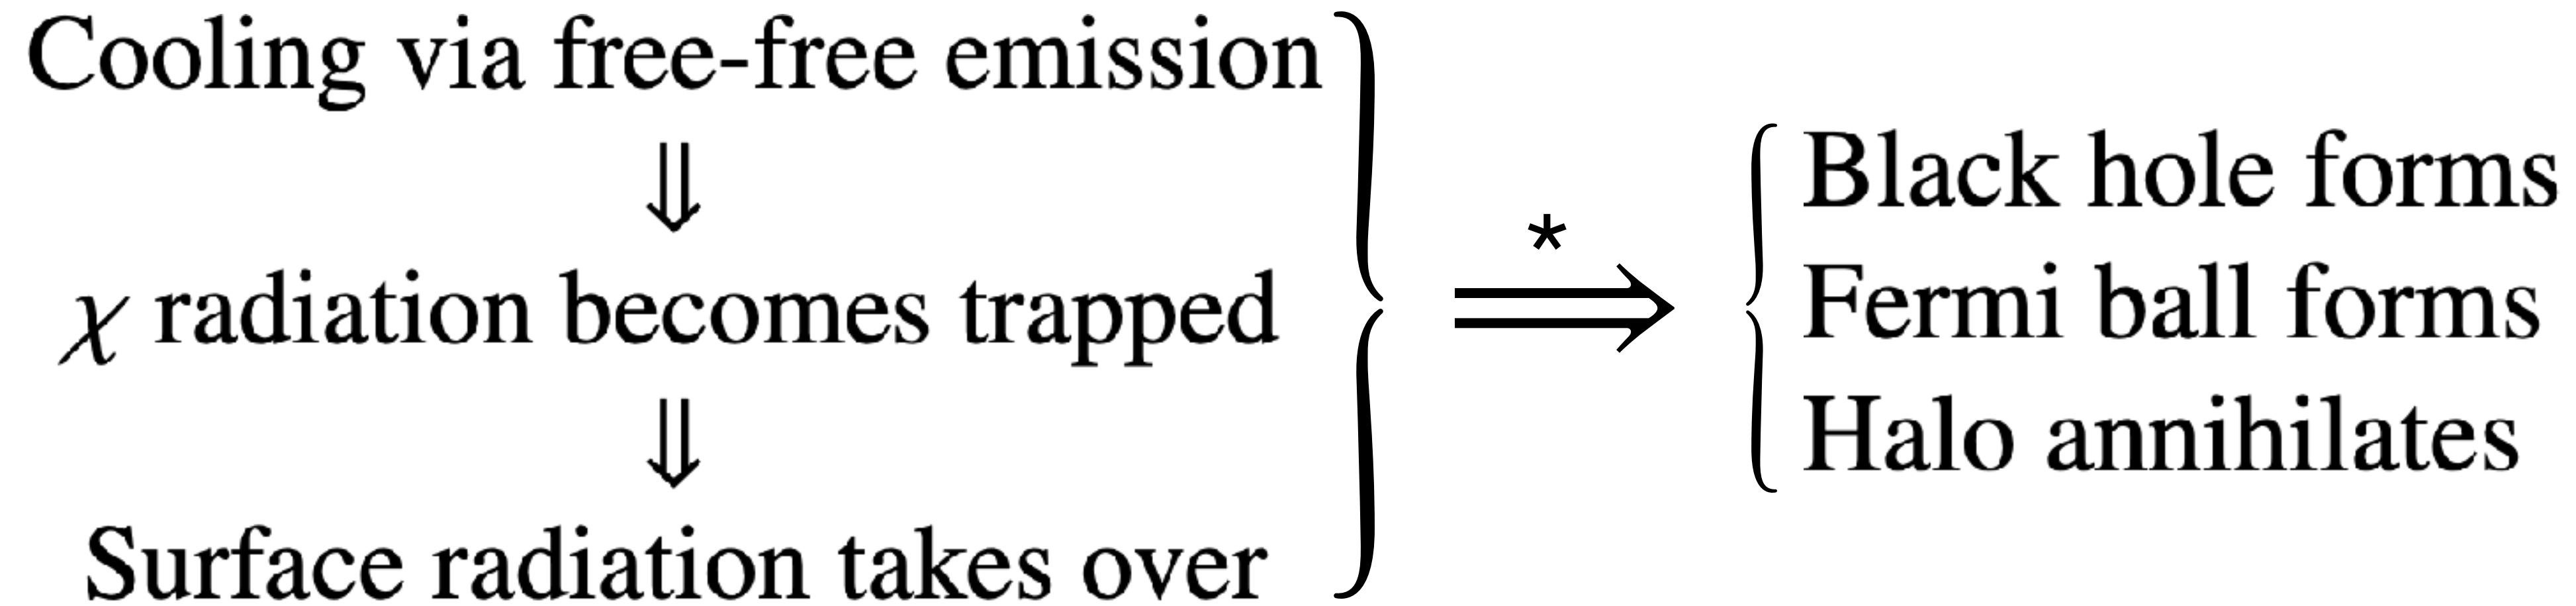 Cooling via free-free emission
⇓
χ radiation becomes trapped
⇓
Surface radiation takes over
*
⟹
Black hole forms
Fermi ball forms
Halo annihilates